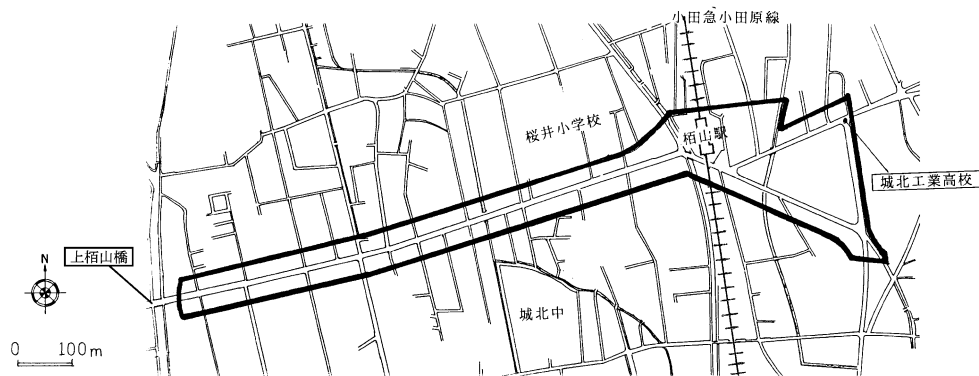 小田急小田原線
桜井小学校
栢山駅
城北工業高校
上栢山橋
N
城北中
0 100m